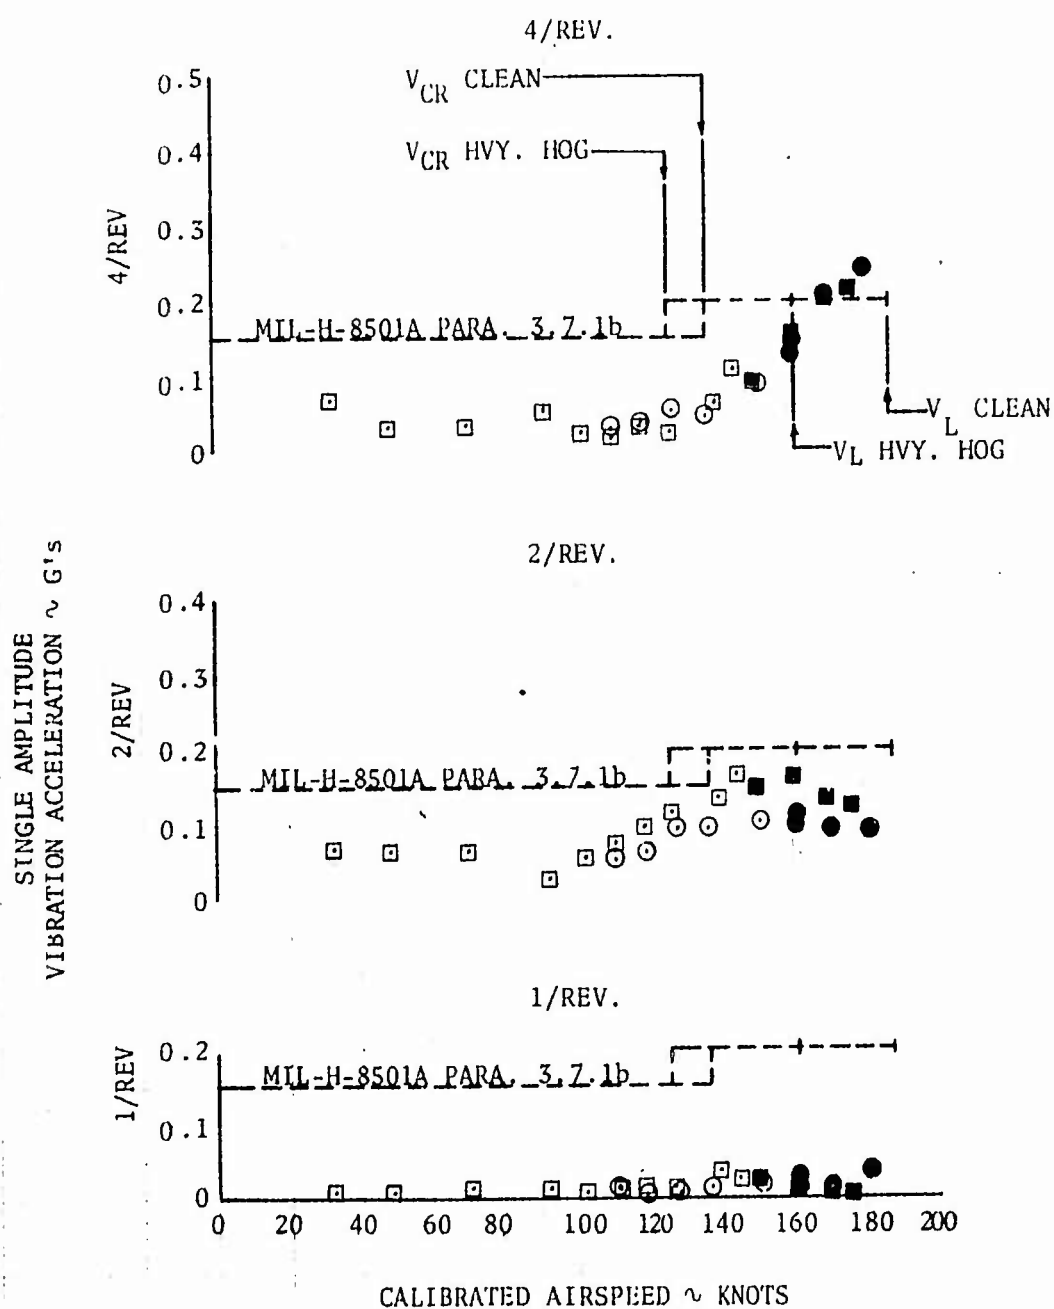 4/REV.
V_CR CLEAN
V_CR HVY. HOG
4/REV
0.5
0.4
0.3
0.2
0.1
0
MIL-H-8501A PARA. 3.7.1b
V_L CLEAN
V_L HVY. HOG
2/REV.
SINGLE AMPLITUDE
VIBRATION ACCELERATION ~ G's
2/REV
0.4
0.3
0.2
0.1
0
MIL-H-8501A PARA. 3.7.1b
1/REV.
1/REV
0.2
0.1
0
MIL-H-8501A PARA. 3.7.1b
0 20 40 60 80 100 120 140 160 180 200
CALIBRATED AIRSPEED ~ KNOTS